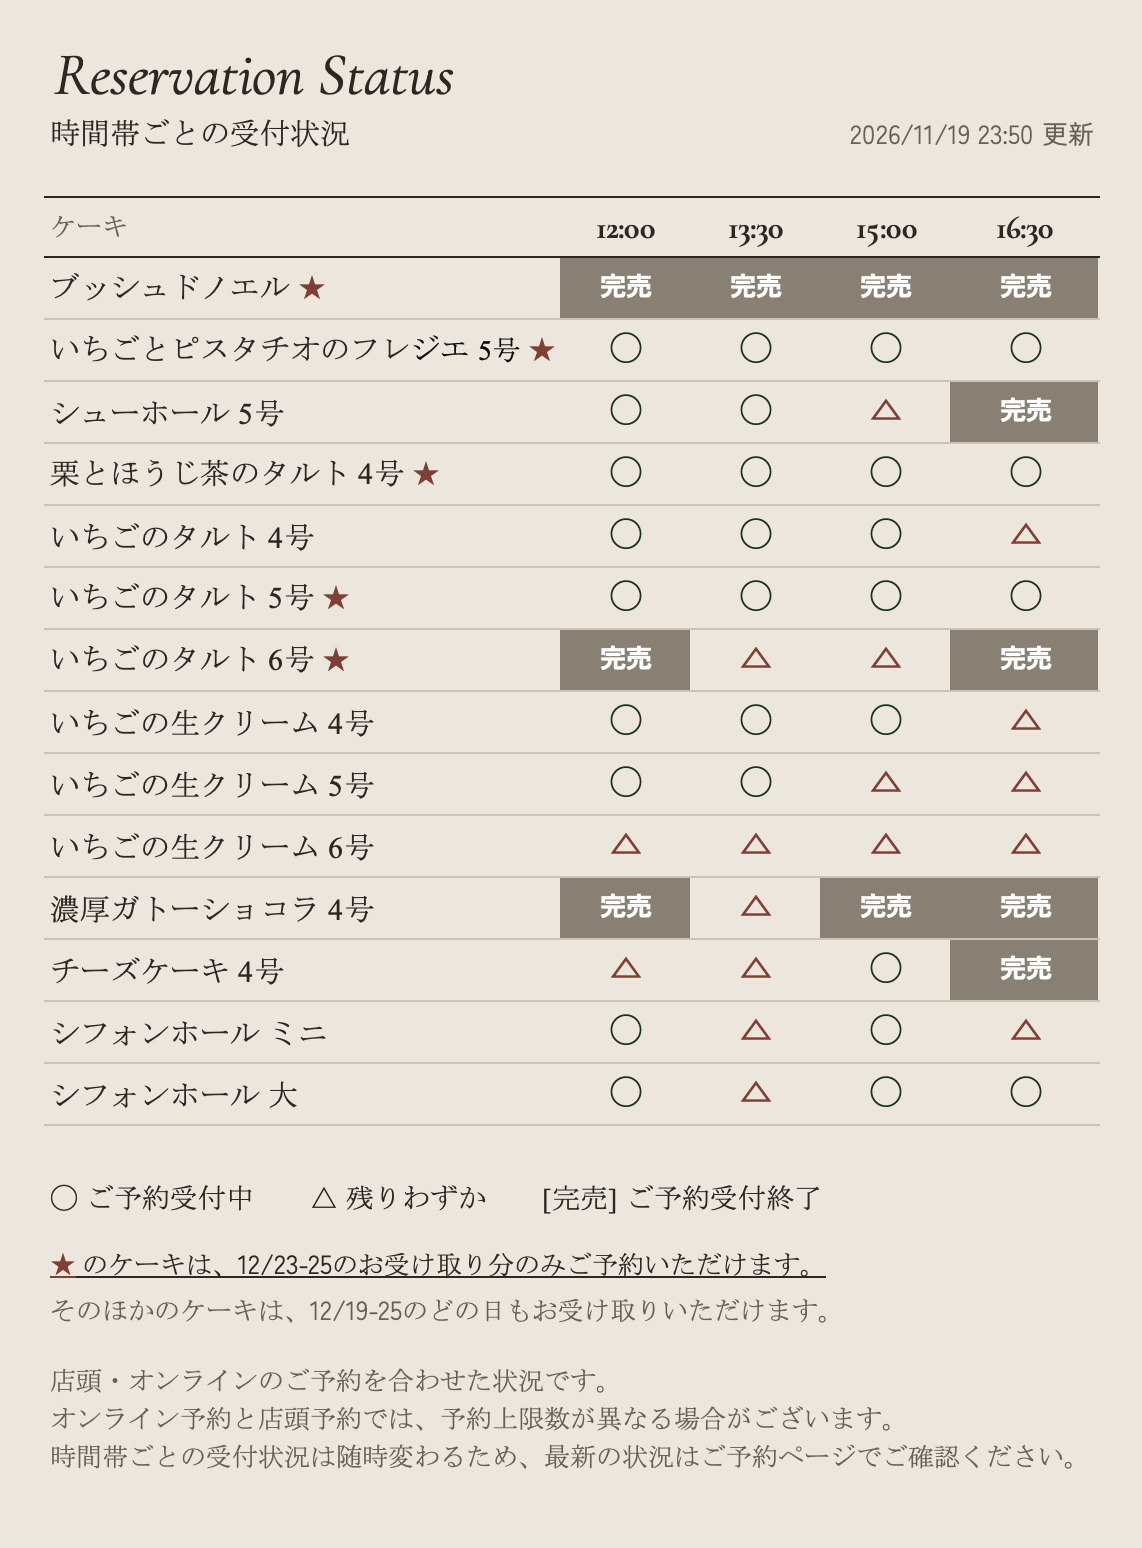 Reservation Status
時間帯ごとの受付状況 2026/11/19 23:50 更新
ケーキ 12:00 13:30 15:00 16:30
ブッシュドノエル ★ 完売 完売 完売 完売
いちごとピスタチオのフレジエ 5号 ★ ○ ○ ○ ○
シューホール 5号 ○ ○ △ 完売
栗とほうじ茶のタルト 4号 ★ ○ ○ ○ ○
いちごのタルト 4号 ○ ○ ○ △
いちごのタルト 5号 ★ ○ ○ ○ ○
いちごのタルト 6号 ★ 完売 △ △ 完売
いちごの生クリーム 4号 ○ ○ ○ △
いちごの生クリーム 5号 ○ ○ △ △
いちごの生クリーム 6号 △ △ △ △
濃厚ガトーショコラ 4号 完売 △ 完売 完売
チーズケーキ 4号 △ △ ○ 完売
シフォンホール ミニ ○ △ ○ △
シフォンホール 大 ○ △ ○ ○
○ ご予約受付中 △ 残りわずか [完売] ご予約受付終了
★ のケーキは、12/23-25のお受け取り分のみご予約いただけます。
そのほかのケーキは、12/19-25のどの日もお受け取りいただけます。
店頭・オンラインのご予約を合わせた状況です。
オンライン予約と店頭予約では、予約上限数が異なる場合がございます。
時間帯ごとの受付状況は随時変わるため、最新の状況はご予約ページでご確認ください。